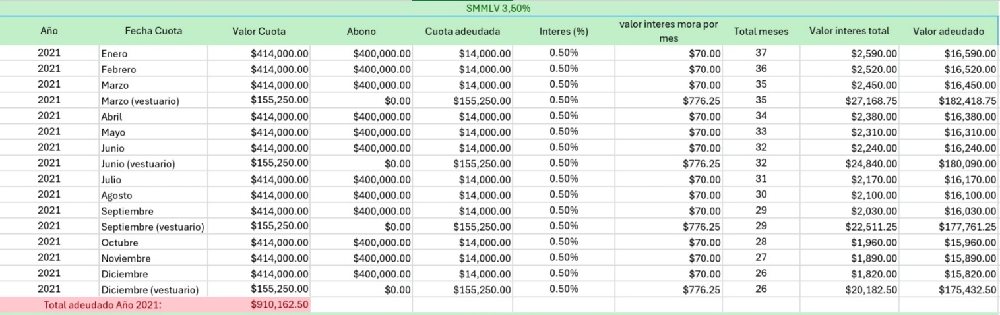 SMMLV 3,50%
Año Fecha Cuota Valor Cuota Abono Cuota adeudada Interes (%) valor interes mora por mes Total meses Valor interes total Valor adeudado
2021 Enero $414,000.00 $400,000.00 $14,000.00 0.50% $70.00 37 $2,590.00 $16,590.00
2021 Febrero $414,000.00 $400,000.00 $14,000.00 0.50% $70.00 36 $2,520.00 $16,520.00
2021 Marzo $414,000.00 $400,000.00 $14,000.00 0.50% $70.00 35 $2,450.00 $16,450.00
2021 Marzo (vestuario) $155,250.00 $0.00 $155,250.00 0.50% $776.25 35 $27,168.75 $182,418.75
2021 Abril $414,000.00 $400,000.00 $14,000.00 0.50% $70.00 34 $2,380.00 $16,380.00
2021 Mayo $414,000.00 $400,000.00 $14,000.00 0.50% $70.00 33 $2,310.00 $16,310.00
2021 Junio $414,000.00 $400,000.00 $14,000.00 0.50% $70.00 32 $2,240.00 $16,240.00
2021 Junio (vestuario) $155,250.00 $0.00 $155,250.00 0.50% $776.25 32 $24,840.00 $180,090.00
2021 Julio $414,000.00 $400,000.00 $14,000.00 0.50% $70.00 31 $2,170.00 $16,170.00
2021 Agosto $414,000.00 $400,000.00 $14,000.00 0.50% $70.00 30 $2,100.00 $16,100.00
2021 Septiembre $414,000.00 $400,000.00 $14,000.00 0.50% $70.00 29 $2,030.00 $16,030.00
2021 Septiembre (vestuario) $155,250.00 $0.00 $155,250.00 0.50% $776.25 29 $22,511.25 $177,761.25
2021 Octubre $414,000.00 $400,000.00 $14,000.00 0.50% $70.00 28 $1,960.00 $15,960.00
2021 Noviembre $414,000.00 $400,000.00 $14,000.00 0.50% $70.00 27 $1,890.00 $15,890.00
2021 Diciembre $414,000.00 $400,000.00 $14,000.00 0.50% $70.00 26 $1,820.00 $15,820.00
2021 Diciembre (vestuario) $155,250.00 $0.00 $155,250.00 0.50% $776.25 26 $20,182.50 $175,432.50
Total adeudado Año 2021: $910,162.50